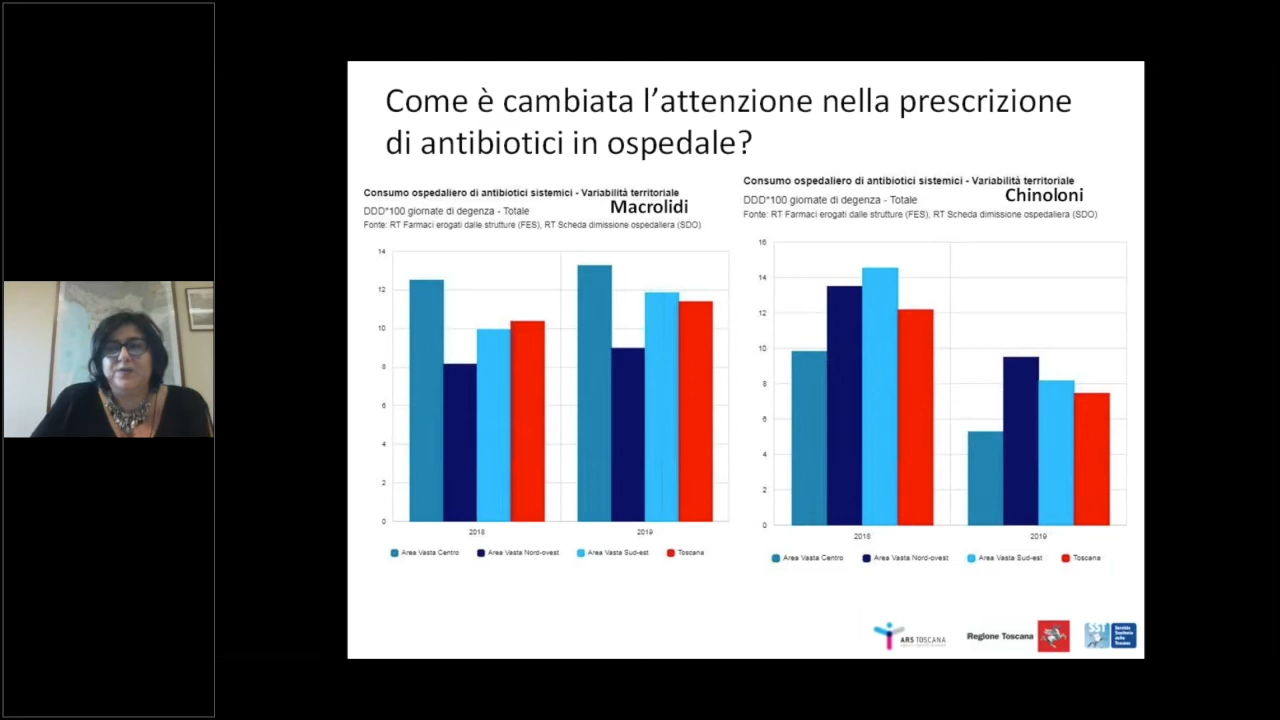 Come è cambiata l'attenzione nella prescrizione
di antibiotici in ospedale?
Consumo ospedaliero di antibiotici sistemici - Variabilità territoriale
DDD*100 giornate di degenza - Totale
Macrolidi
Fonte: RT Farmaci erogati dalle strutture (FES), RT Scheda dimissione ospedaliera (SDO)
14
12
10
8
6
4
2
0
2018
2019
Area Vasta Centro
Area Vasta Nord-ovest
Area Vasta Sud-est
Toscana
Consumo ospedaliero di antibiotici sistemici - Variabilità territoriale
DDD*100 giornate di degenza - Totale
Chinoloni
Fonte: RT Farmaci erogati dalle strutture (FES), RT Scheda dimissione ospedaliera (SDO)
16
14
12
10
8
6
4
2
0
2018
2019
Area Vasta Centro
Area Vasta Nord-ovest
Area Vasta Sud-est
Toscana
ARS TOSCANA
Regione Toscana
SST
Servizio
Sanitario
della
Toscana